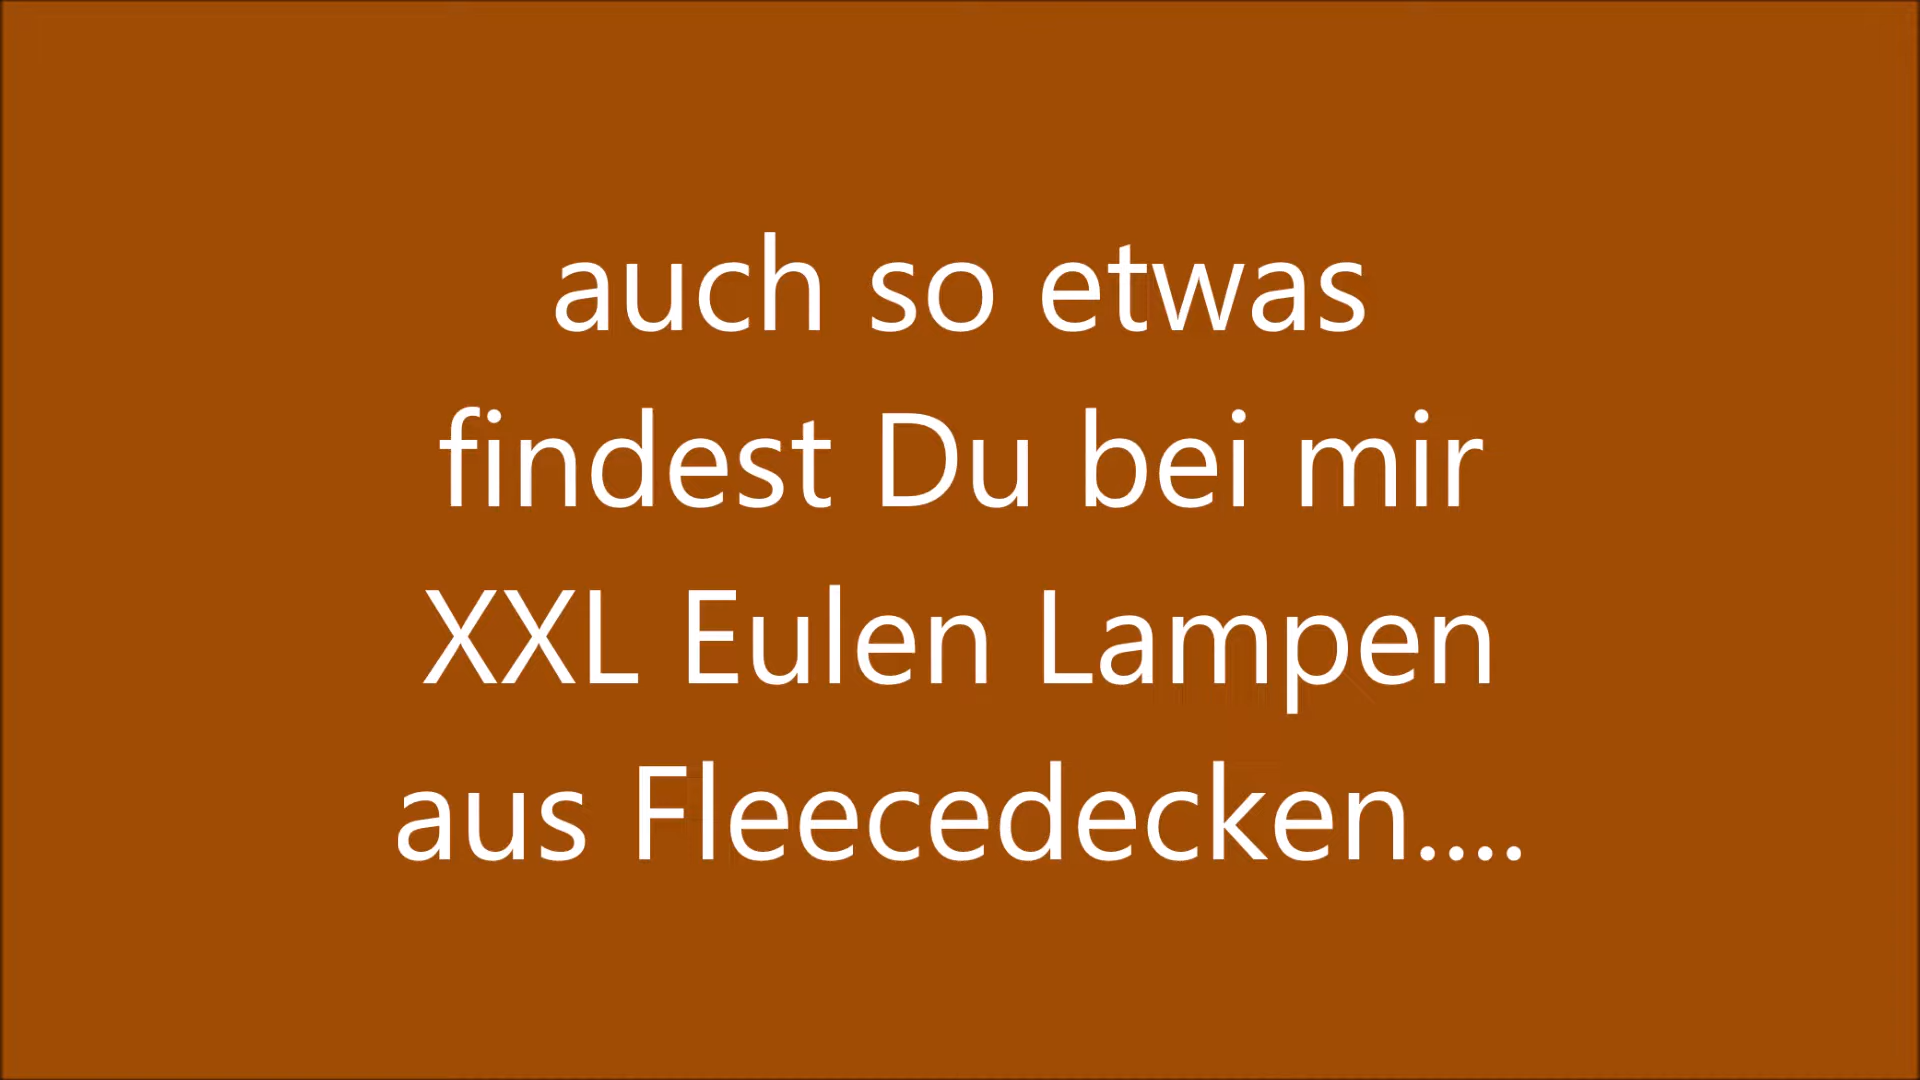 auch so etwas
findest Du bei mir
XXL Eulen Lampen
aus Fleecedecken....